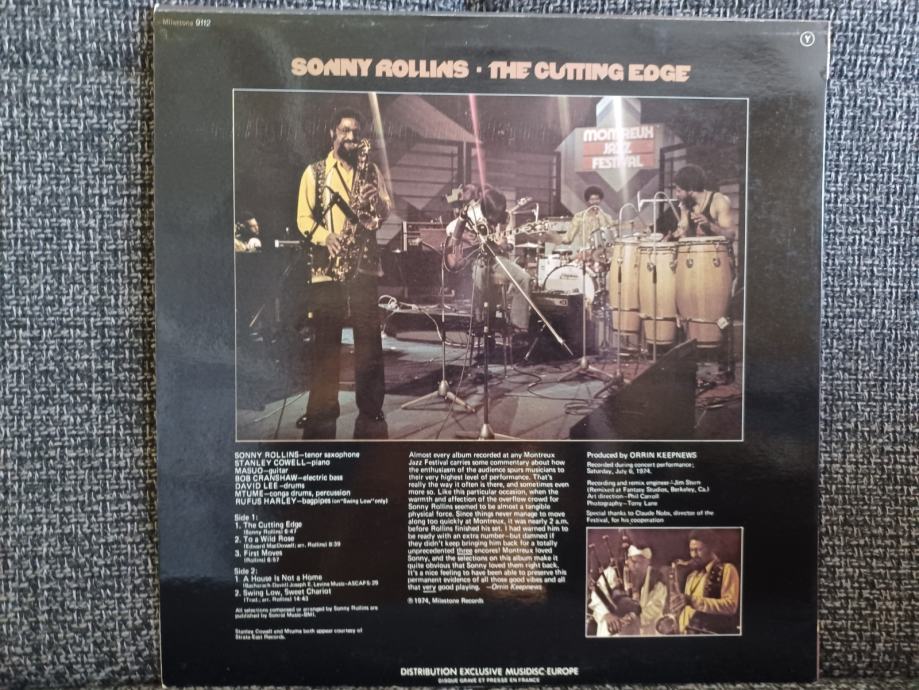 Milestone 9112
Y
SONNY ROLLINS · THE CUTTING EDGE
MONTREUX
JAZZ
FESTIVAL
SONNY ROLLINS—tenor saxophone
STANLEY COWELL—piano
MASUO—guitar
BOB CRANSHAW—electric bass
DAVID LEE—drums
MTUME—conga drums, percussion
RUFUS HARLEY—bagpipes (on "Swing Low" only)
Side 1:
1. The Cutting Edge
(Sonny Rollins) 6:47
2. To a Wild Rose
(Edward MacDowell; arr. Rollins) 8:39
3. First Moves
(Rollins) 6:57
Side 2:
1. A House Is Not a Home
(Bacharach-David; Joseph E. Levine Music—ASCAP) 5:29
2. Swing Low, Sweet Chariot
(Trad.; arr. Rollins) 14:43
All selections composed or arranged by Sonny Rollins are
published by Sonrol Music—BMI.
Stanley Cowell and Mtume both appear courtesy of
Strata-East Records.
Almost every album recorded at any Montreux
Jazz Festival carries some commentary about how
the enthusiasm of the audience spurs musicians to
their very highest level of performance. That's
really the way it often is there, and sometimes even
more so. Like this particular occasion, when the
warmth and affection of the overflow crowd for
Sonny Rollins seemed to be almost a tangible
physical force. Since things never manage to move
along too quickly at Montreux, it was nearly 2 a.m.
before Rollins finished his set. I had warned him to
be ready with an extra number—but damned if
they didn't keep bringing him back for a totally
unprecedented three encores! Montreux loved
Sonny, and the selections on this album make it
quite obvious that Sonny loved them right back.
It's a nice feeling to have been able to preserve this
permanent evidence of all those good vibes and all
that very good playing. —Orrin Keepnews
℗ 1974, Milestone Records
Produced by ORRIN KEEPNEWS
Recorded during concert performance;
Saturday, July 6, 1974.
Recording and remix engineer—Jim Stern
(Remixed at Fantasy Studios, Berkeley, Ca.)
Art direction—Phil Carroll
Photography—Tony Lane
Special thanks to Claude Nobs, director of the
Festival, for his cooperation
DISTRIBUTION EXCLUSIVE MUSIDISC-EUROPE
DISQUE GRAVE ET PRESSE EN FRANCE